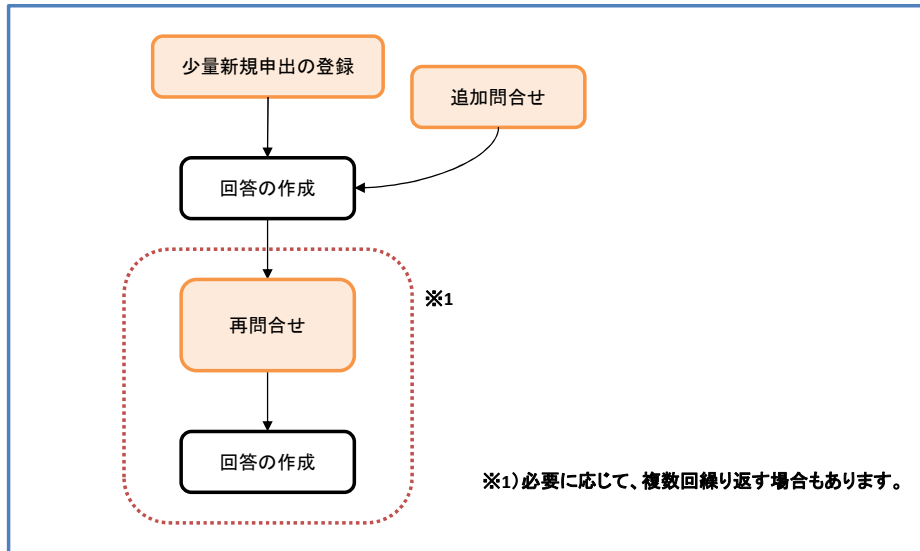 少量新規申出の登録
追加問合せ
回答の作成
再問合せ
※1
回答の作成
※1)必要に応じて、複数回繰り返す場合もあります。